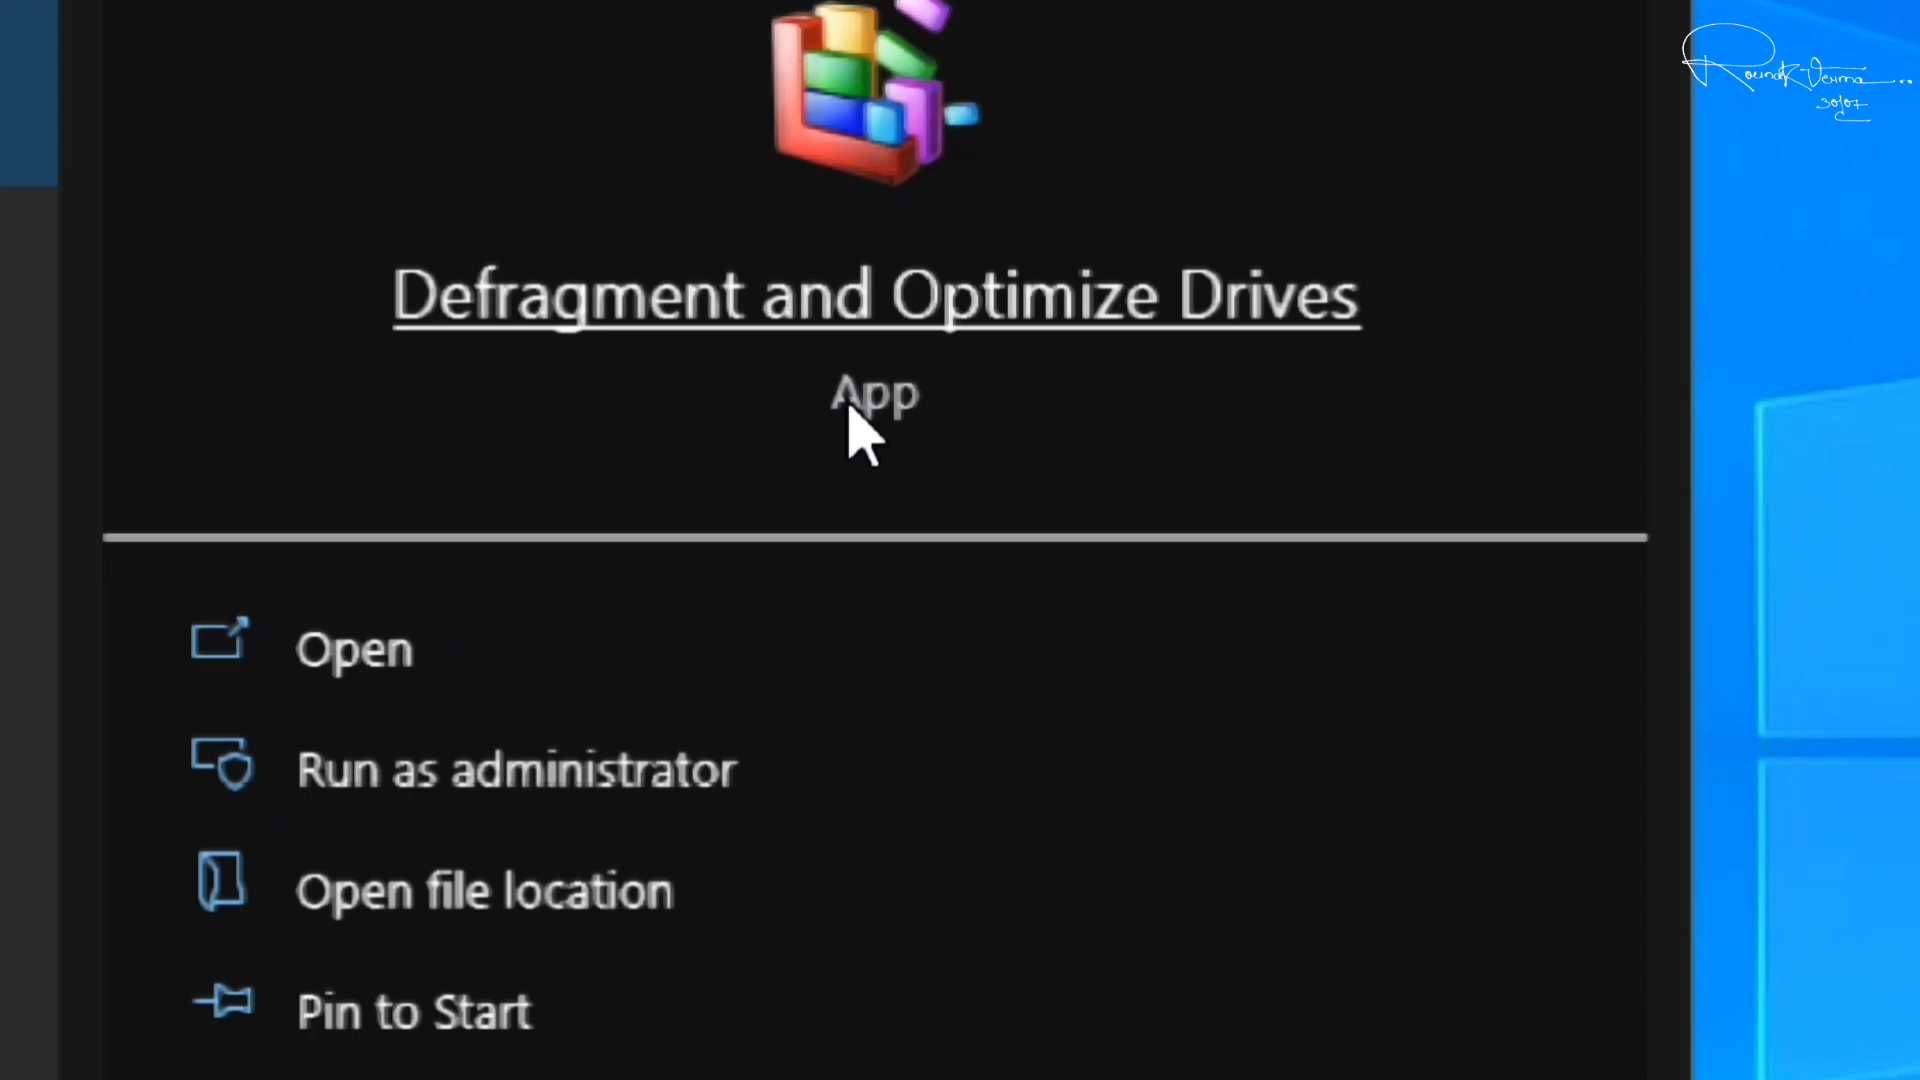 Defragment and Optimize Drives
App
Open
Run as administrator
Open file location
Pin to Start